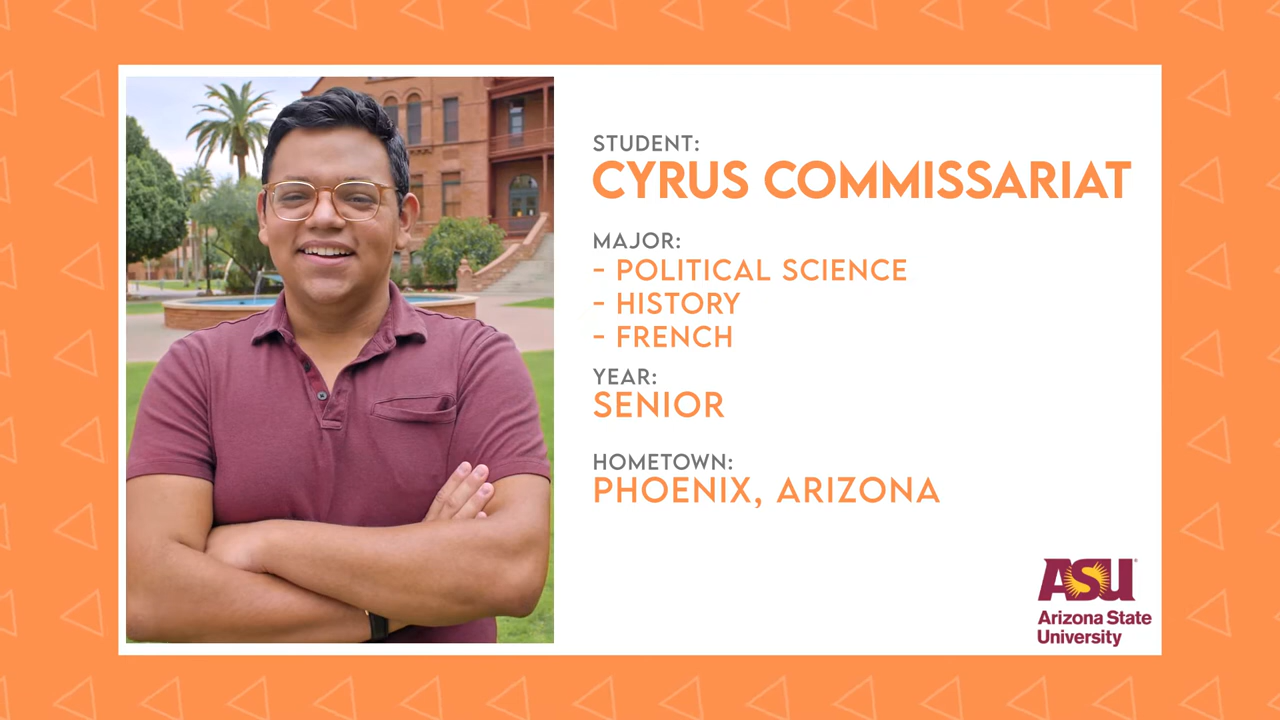 STUDENT:
CYRUS COMMISSARIAT
MAJOR:
- POLITICAL SCIENCE
- HISTORY
- FRENCH
YEAR:
SENIOR
HOMETOWN:
PHOENIX, ARIZONA
ASU
Arizona State
University